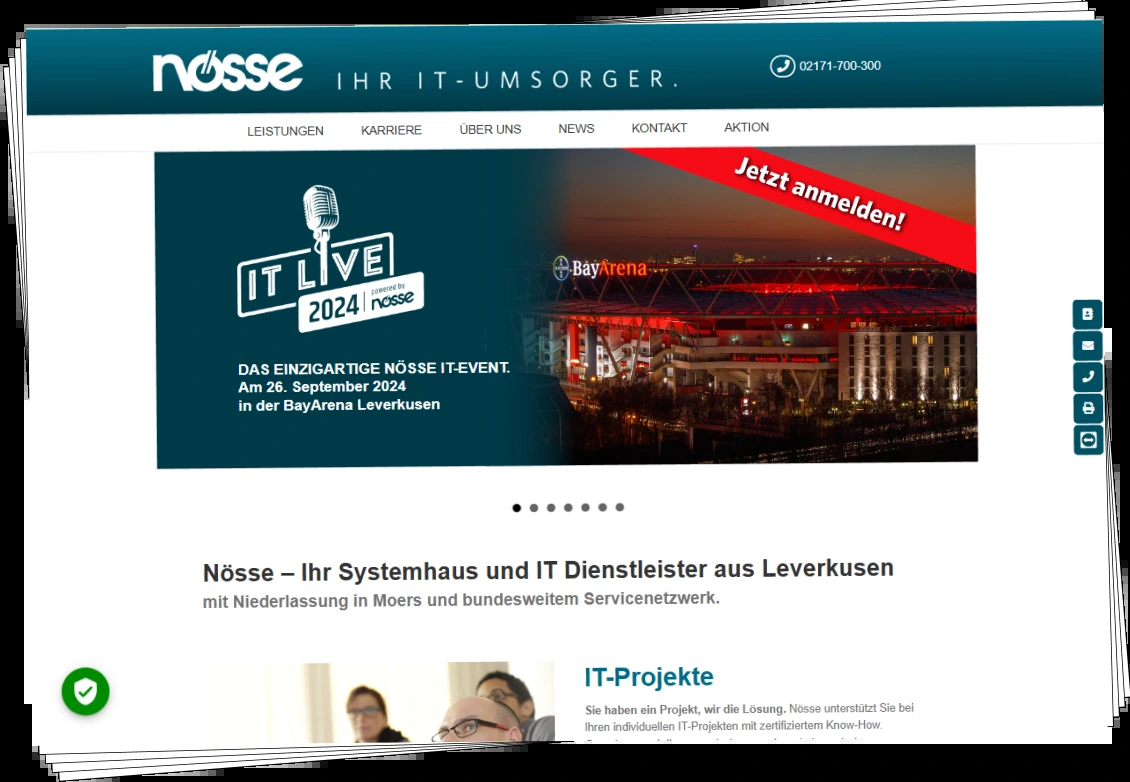 nösse
IHR IT-UMSORGER.
02171-700-300
LEISTUNGEN KARRIERE ÜBER UNS NEWS KONTAKT AKTION
Jetzt anmelden!
BAYER BayArena
IT LIVE
2024 powered by nösse
DAS EINZIGARTIGE NÖSSE IT-EVENT.
Am 26. September 2024
in der BayArena Leverkusen
Nösse – Ihr Systemhaus und IT Dienstleister aus Leverkusen
mit Niederlassung in Moers und bundesweitem Servicenetzwerk.
IT-Projekte
Sie haben ein Projekt, wir die Lösung. Nösse unterstützt Sie bei
Ihren individuellen IT-Projekten mit zertifiziertem Know-How.